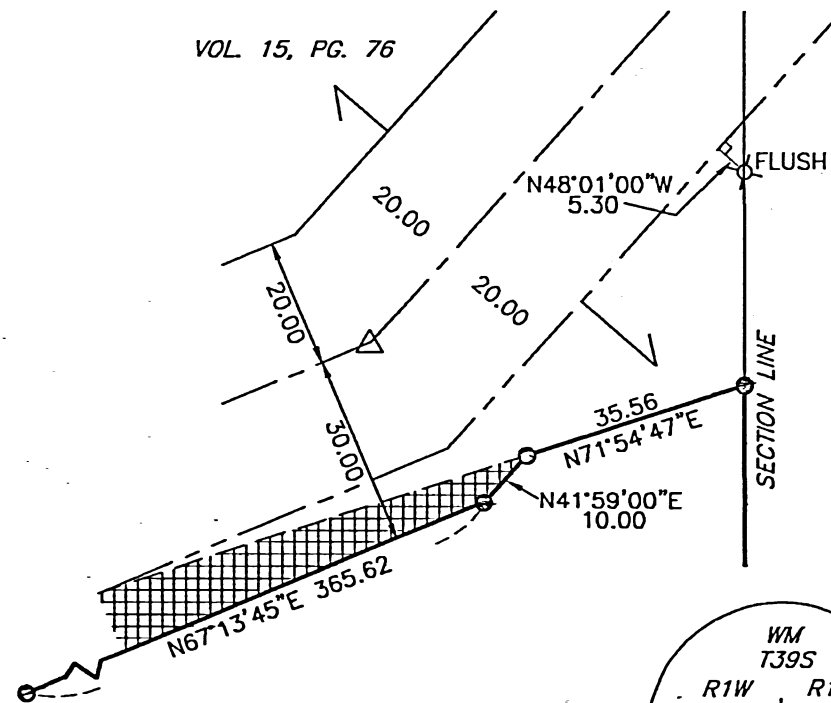 VOL. 15, PG. 76
FLUSH
N48°01'00"W
5.30
20.00
20.00
20.00
30.00
35.56
N71°54'47"E
SECTION LINE
N41°59'00"E
10.00
N67°13'45"E 365.62
WM
T39S
R1W R1